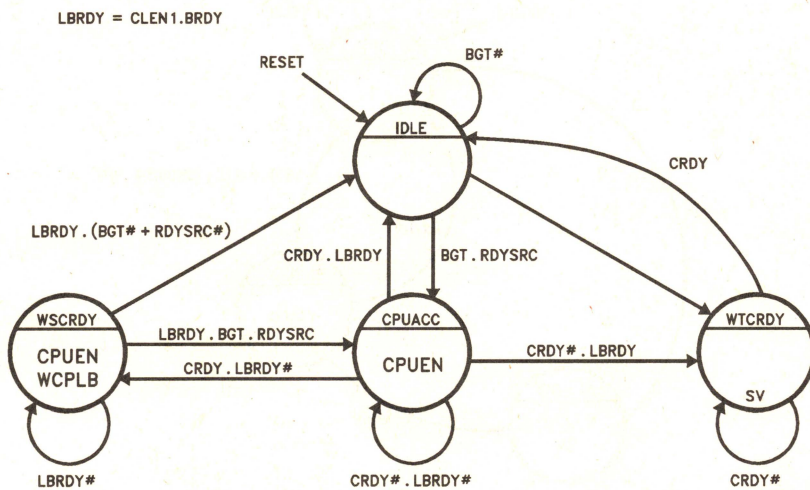 LBRDY = CLEN1.BRDY
BGT#
RESET
IDLE
CRDY
LBRDY.(BGT# + RDYSRC#)
CRDY.LBRDY
BGT.RDYSRC
WSCRDY
CPUEN
WCPLB
LBRDY.BGT.RDYSRC
CRDY.LBRDY#
CPUACC
CPUEN
CRDY#.LBRDY
WTCRDY
SV
LBRDY#
CRDY#.LBRDY#
CRDY#